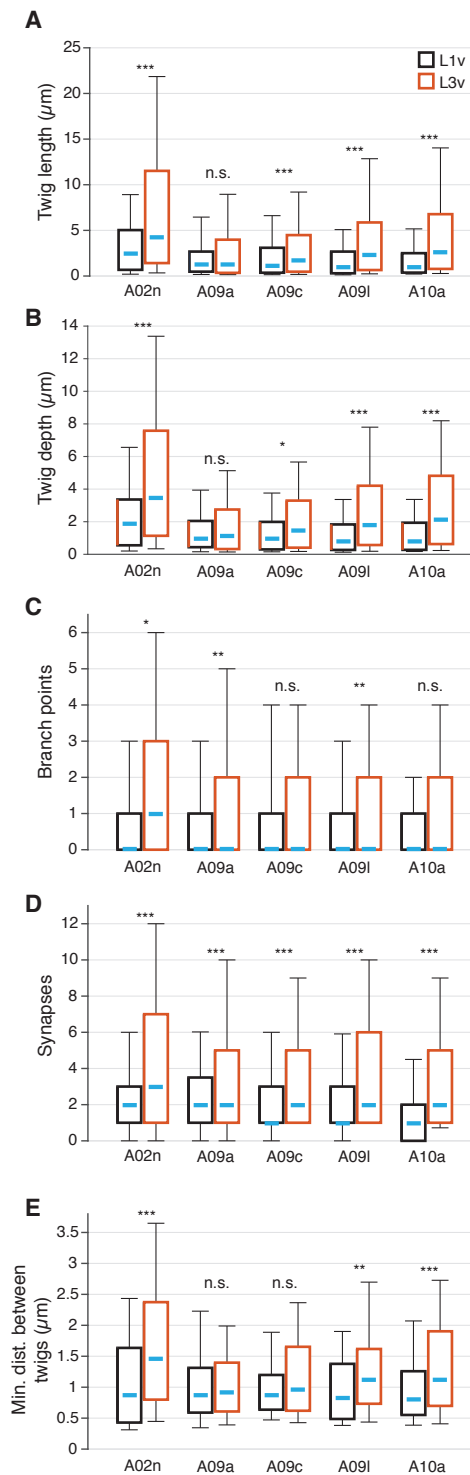 A
L1v
L3v
Twig length (µm)
25
20
15
10
5
0
***
n.s.
***
***
***
A02n A09a A09c A09l A10a
B
Twig depth (µm)
14
12
10
8
6
4
2
0
***
n.s.
*
***
***
A02n A09a A09c A09l A10a
C
Branch points
6
5
4
3
2
1
0
*
**
n.s.
**
n.s.
A02n A09a A09c A09l A10a
D
Synapses
12
10
8
6
4
2
0
***
***
***
***
***
A02n A09a A09c A09l A10a
E
Min. dist. between
twigs (µm)
3.5
3
2.5
2
1.5
1
0.5
0
***
n.s.
n.s.
**
***
A02n A09a A09c A09l A10a